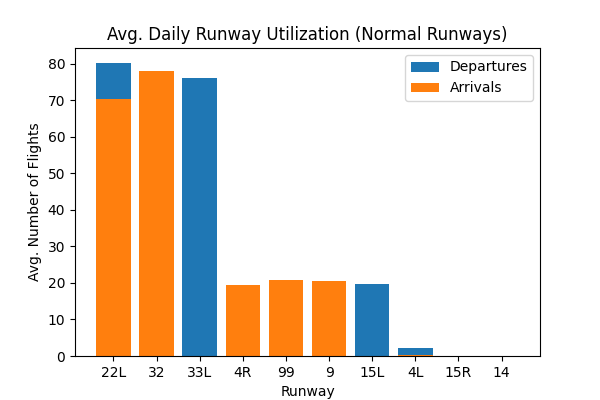 Avg. Daily Runway Utilization (Normal Runways)
Departures
Arrivals
Avg. Number of Flights
80
70
60
50
40
30
20
10
0
22L 32 33L 4R 99 9 15L 4L 15R 14
Runway